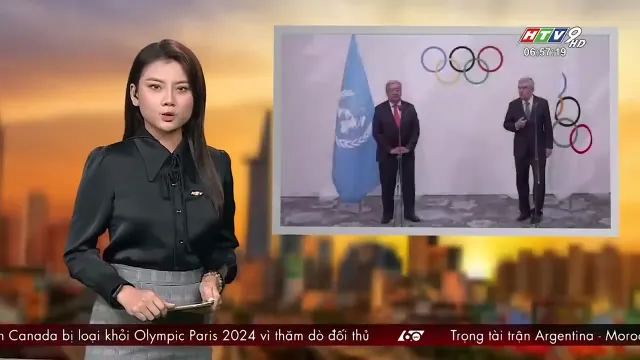 HTV9 HD
06:57:19
n Canada bị loại khỏi Olympic Paris 2024 vì thăm dò đối thủ
60
Trọng tài trận Argentina - Moro